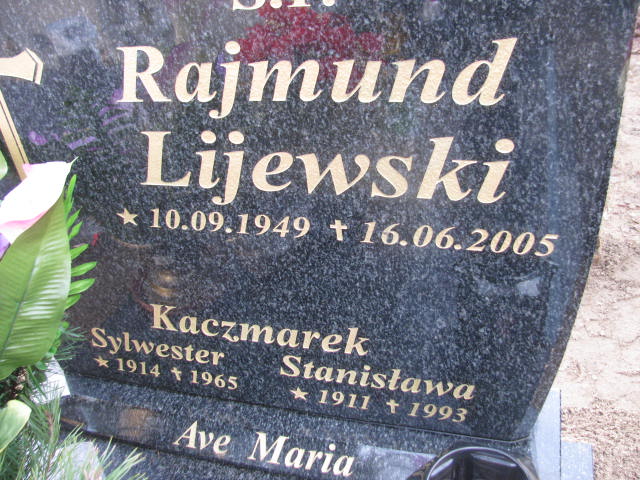 Ś.P.
Rajmund
Lijewski
★ 10.09.1949 ✝ 16.06.2005
Kaczmarek
Sylwester
★ 1914 ✝ 1965
Stanisława
★ 1911 ✝ 1993
Ave Maria